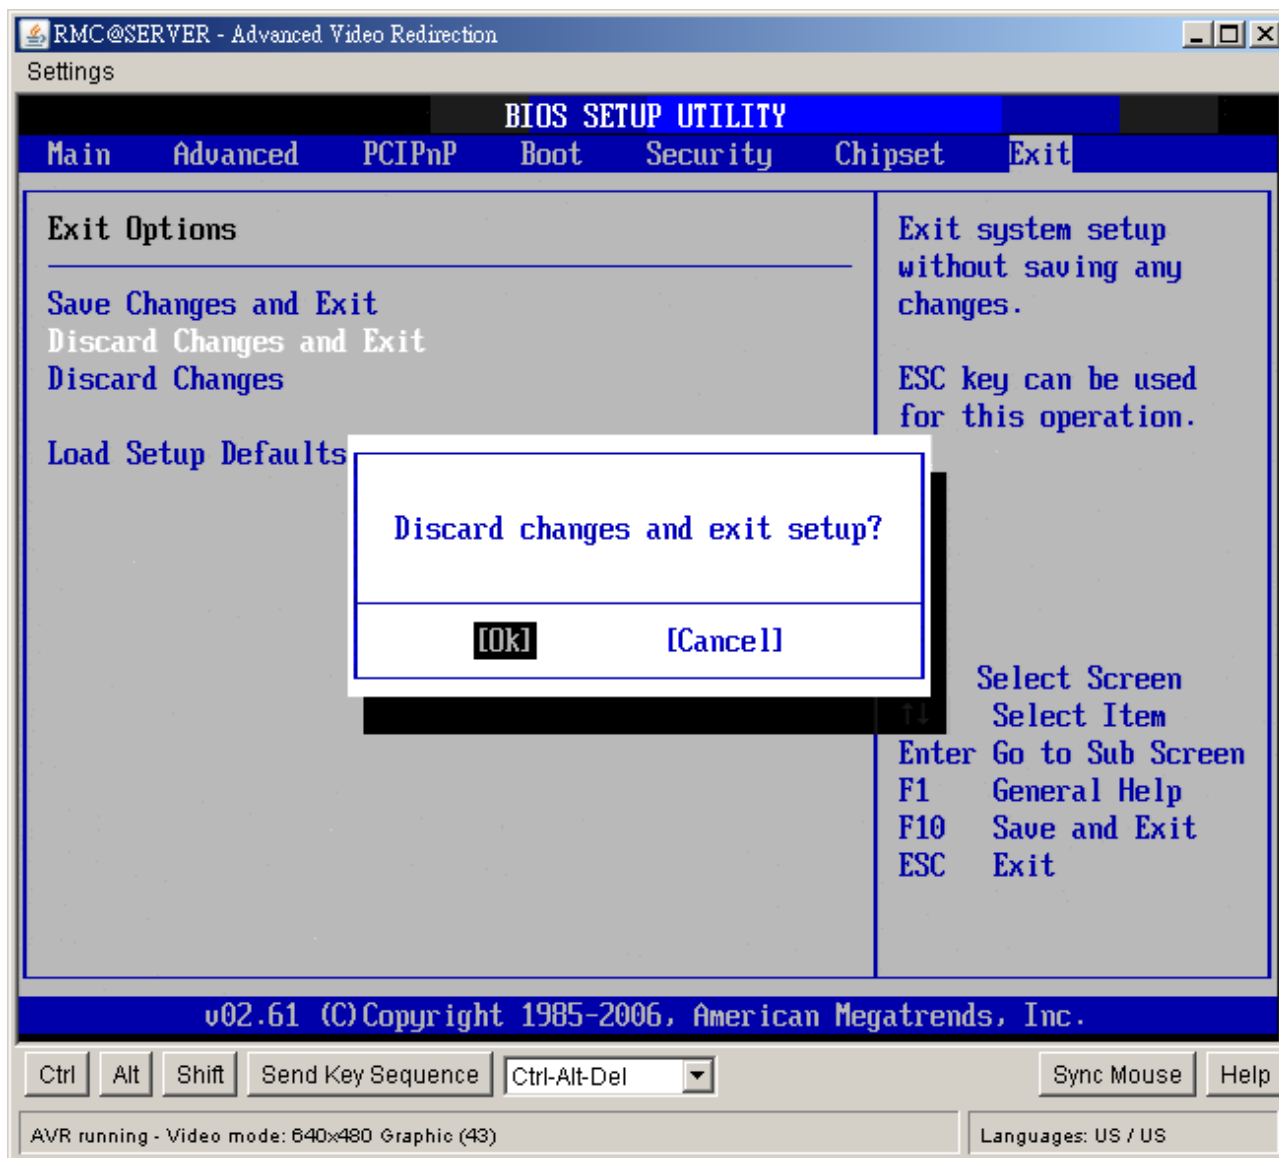 RMC@SERVER - Advanced Video Redirection
Settings
BIOS SETUP UTILITY
Main Advanced PCIPnP Boot Security Chipset Exit
Exit Options
Save Changes and Exit
Discard Changes and Exit
Discard Changes
Load Setup Defaults
Exit system setup
without saving any
changes.
ESC key can be used
for this operation.
Discard changes and exit setup?
[Ok] [Cancel]
Select Screen
↑↓ Select Item
Enter Go to Sub Screen
F1 General Help
F10 Save and Exit
ESC Exit
v02.61 (C)Copyright 1985-2006, American Megatrends, Inc.
Ctrl Alt Shift Send Key Sequence Ctrl-Alt-Del Sync Mouse Help
AVR running - Video mode: 640x480 Graphic (43) Languages: US / US